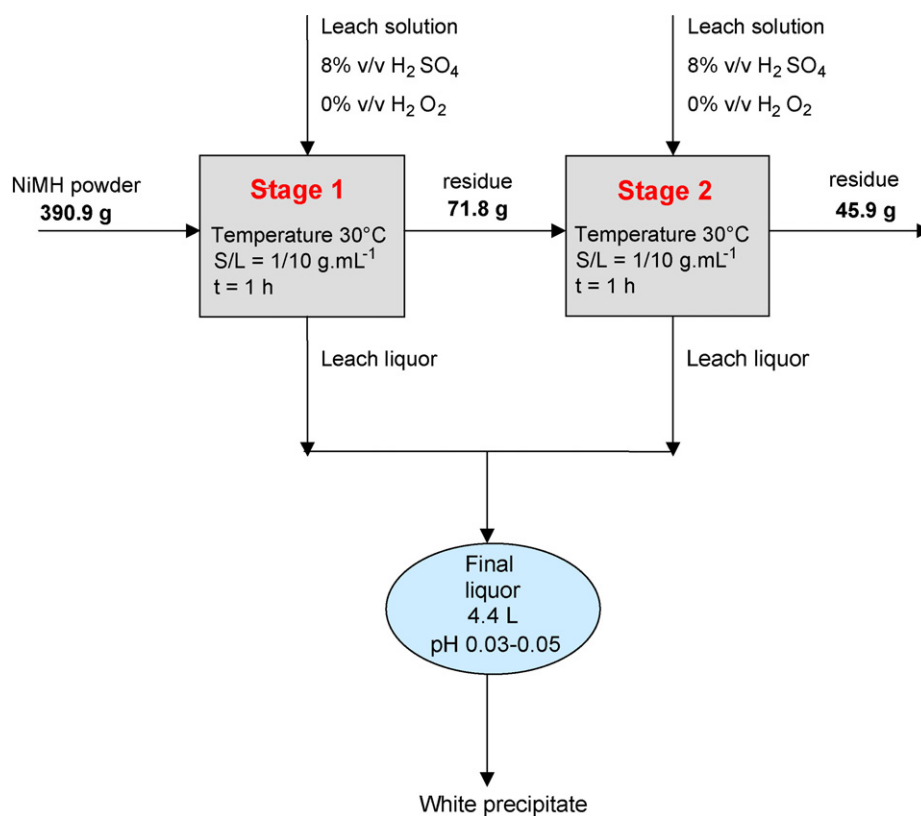 Leach solution
8% v/v H₂ SO₄
0% v/v H₂ O₂
Leach solution
8% v/v H₂ SO₄
0% v/v H₂ O₂
NiMH powder
390.9 g
Stage 1
Temperature 30°C
S/L = 1/10 g.mL⁻¹
t = 1 h
residue
71.8 g
Stage 2
Temperature 30°C
S/L = 1/10 g.mL⁻¹
t = 1 h
residue
45.9 g
Leach liquor
Leach liquor
Final
liquor
4.4 L
pH 0.03-0.05
White precipitate